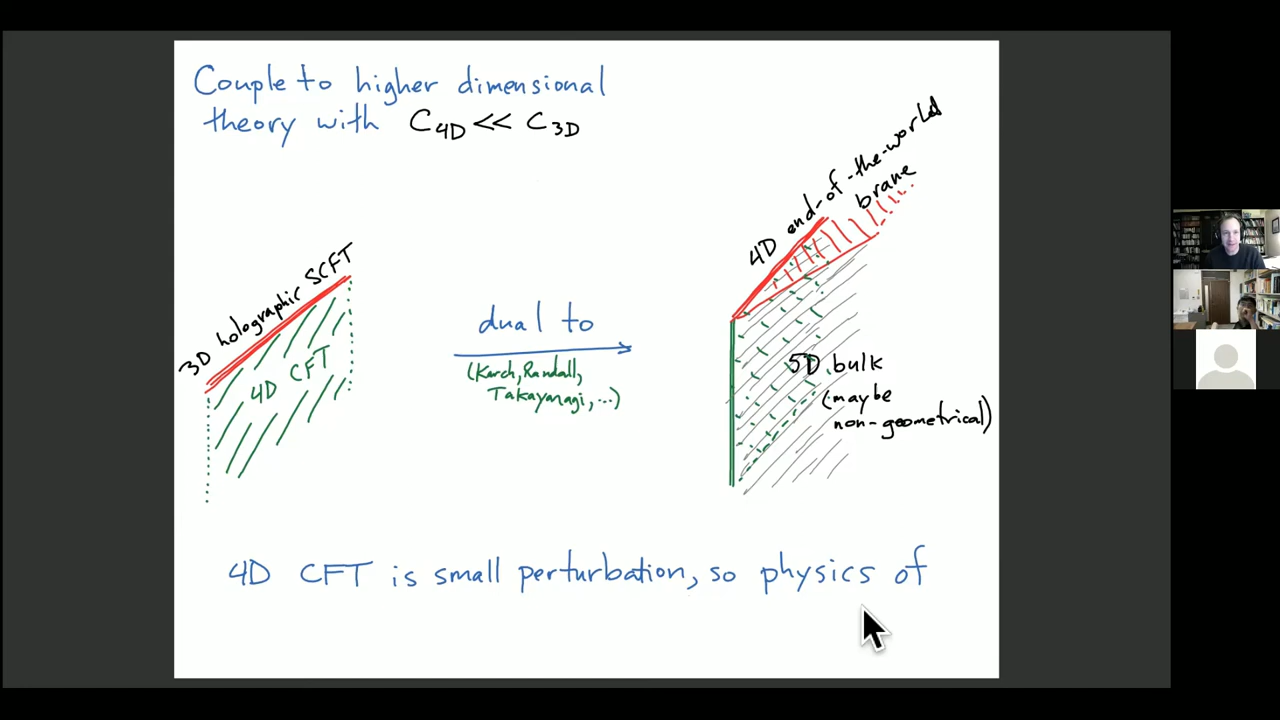 Couple to higher dimensional
theory with C4D << C3D
3D holographic SCFT
4D CFT
dual to
(Karch, Randall,
Takayanagi, ...)
4D end-of-the-world
brane
5D bulk
(maybe
non-geometrical)
4D CFT is small perturbation, so physics of